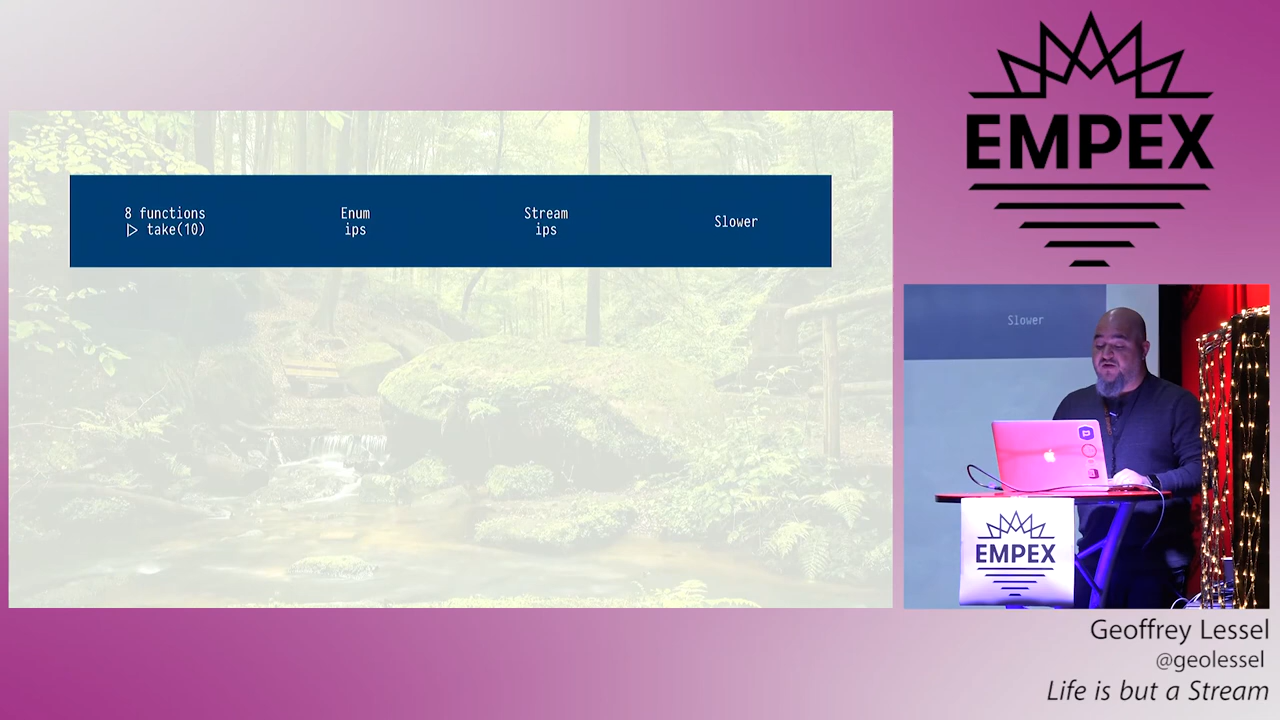 8 functions
▷ take(10)
Enum
ips
Stream
ips
Slower
EMPEX
Slower
EMPEX
Geoffrey Lessel
@geolessel
Life is but a Stream